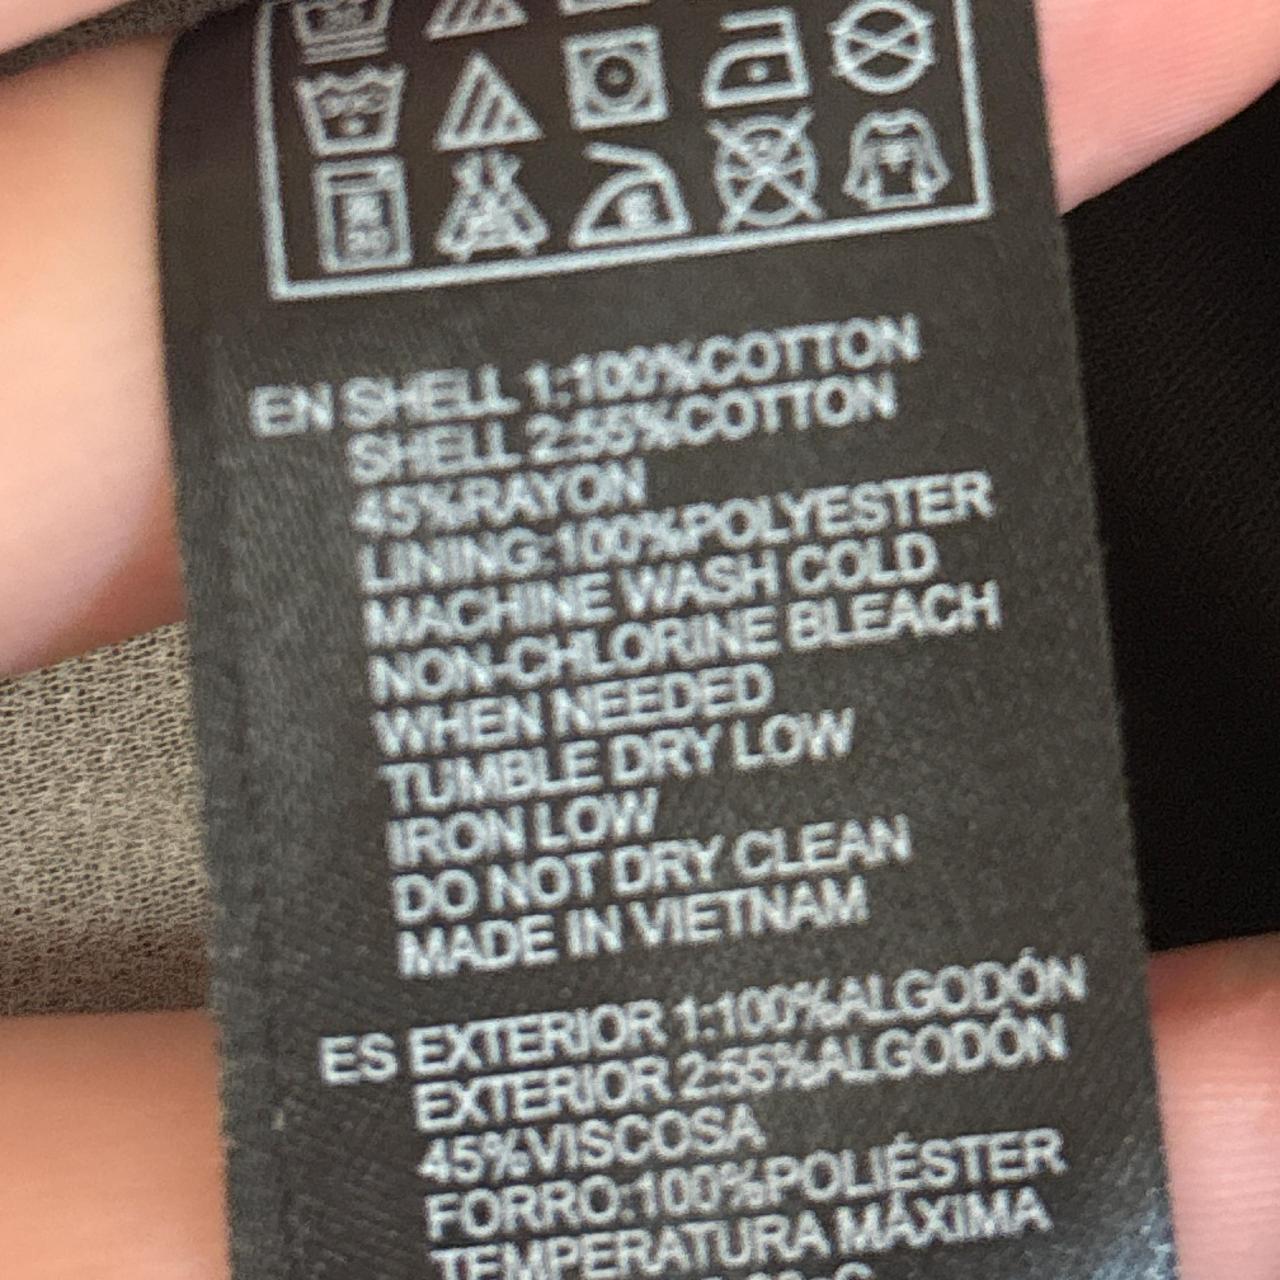 EN SHELL 1:100%COTTON
SHELL 2:55%COTTON
45%RAYON
LINING:100%POLYESTER
MACHINE WASH COLD
NON-CHLORINE BLEACH
WHEN NEEDED
TUMBLE DRY LOW
IRON LOW
DO NOT DRY CLEAN
MADE IN VIETNAM
ES EXTERIOR 1:100%ALGODÓN
EXTERIOR 2:55%ALGODÓN
45%VISCOSA
FORRO:100%POLIÉSTER
TEMPERATURA MÁXIMA